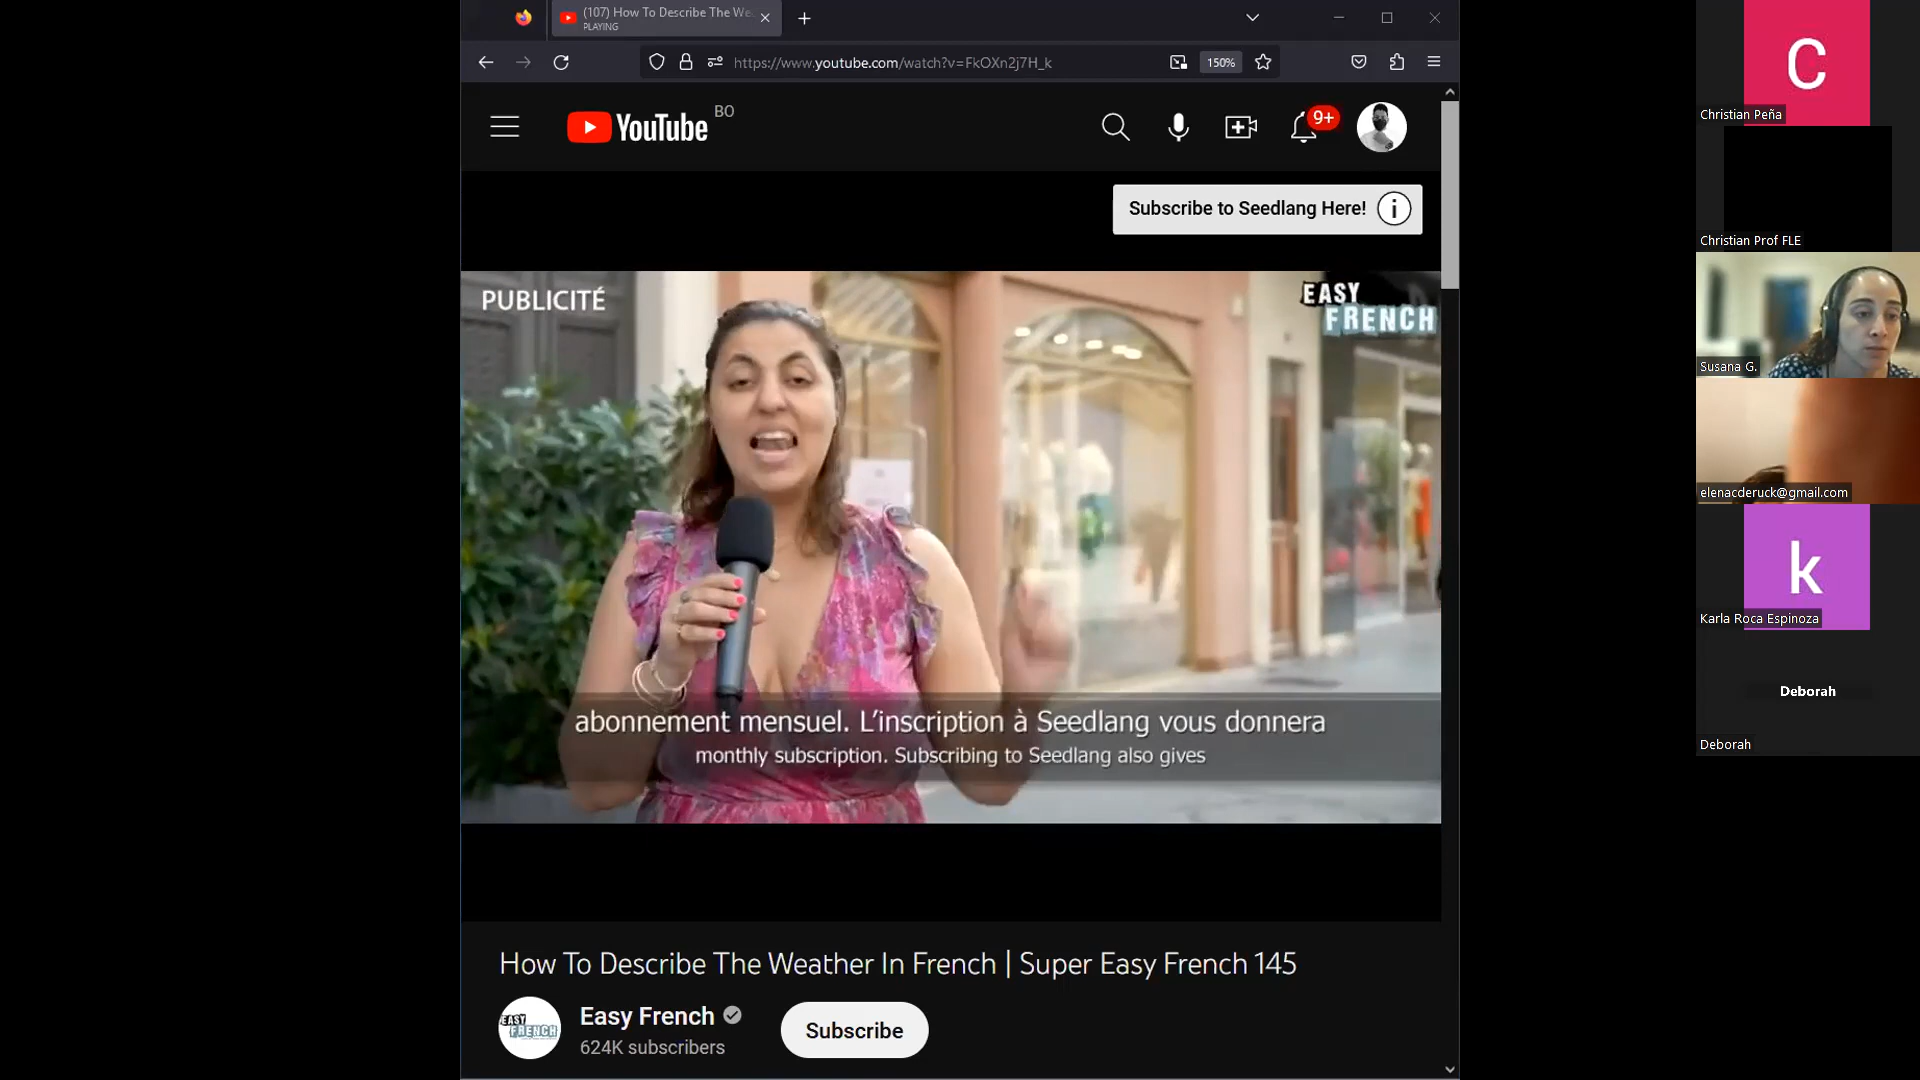 (107) How To Describe The We
PLAYING
https://www.youtube.com/watch?v=FkOXn2j7H_k
150%
YouTube
BO
9+
Subscribe to Seedlang Here!
PUBLICITÉ
EASY
FRENCH
abonnement mensuel. L'inscription à Seedlang vous donnera
monthly subscription. Subscribing to Seedlang also gives
How To Describe The Weather In French | Super Easy French 145
EASY
FRENCH
Easy French
624K subscribers
Subscribe
C
Christian Peña
Christian Prof FLE
Susana G.
elenacderuck@gmail.com
k
Karla Roca Espinoza
Deborah
Deborah